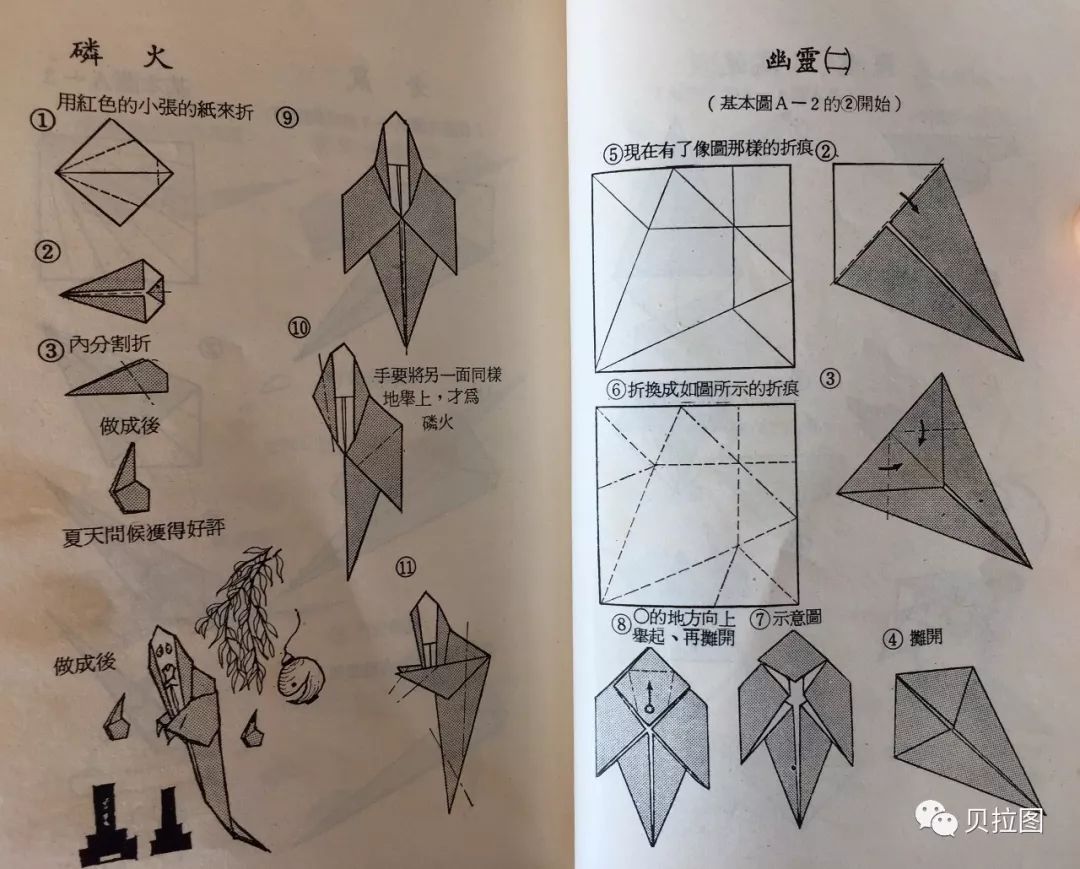 磷火
① 用紅色的小張的紙來折
②
③ 內分割折
做成後
夏天問候獲得好評
做成後
⑨
⑩
手要將另一面同樣
地舉上，才為
磷火
⑪
幽靈㈡
（基本圖A－2的②開始）
⑤現在有了像圖那樣的折痕
②
⑥折換成如圖所示的折痕
③
⑧〇的地方向上
舉起、再攤開
⑦示意圖
④ 攤開
贝拉图